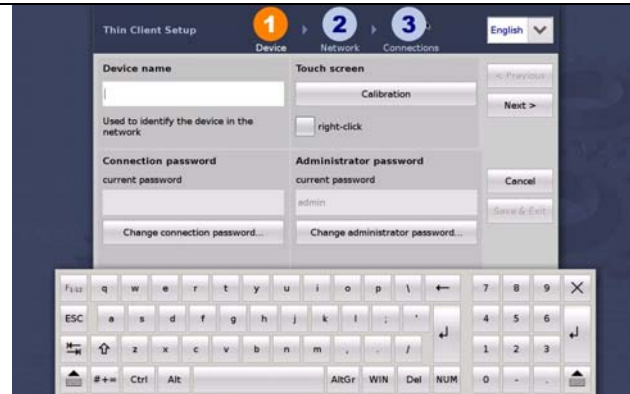 Thin Client Setup
1
2
3
Device
Network
Connections
English
Device name
Used to identify the device in the
network
Touch screen
Calibration
right-click
< Previous
Next >
Connection password
current password
Change connection password...
Administrator password
current password
admin
Change administrator password...
Cancel
Save & Exit
F1-12 q w e r t y u i o p \ ← 7 8 9 X
ESC a s d f g h j k l ; ' 4 5 6
z x c v b n m , . / 1 2 3
#+= Ctrl Alt AltGr WIN Del NUM 0 - .